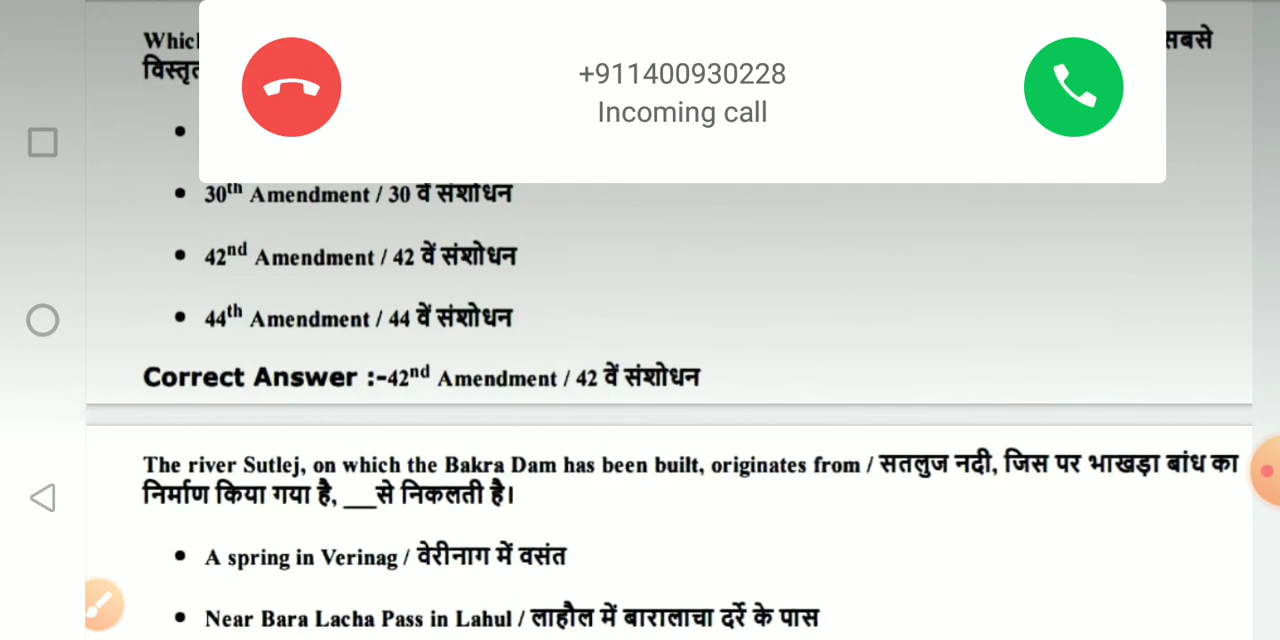 सबसे
+911400930228
Incoming call
30th Amendment / 30 वें संशोधन
42nd Amendment / 42 वें संशोधन
44th Amendment / 44 वें संशोधन
Correct Answer :-42nd Amendment / 42 वें संशोधन
The river Sutlej, on which the Bakra Dam has been built, originates from / सतलुज नदी, जिस पर भाखड़ा बांध का
निर्माण किया गया है, ___से निकलती है।
A spring in Verinag / वेरीनाग में वसंत
Near Bara Lacha Pass in Lahul / लाहौल में बारालाचा दर्रे के पास